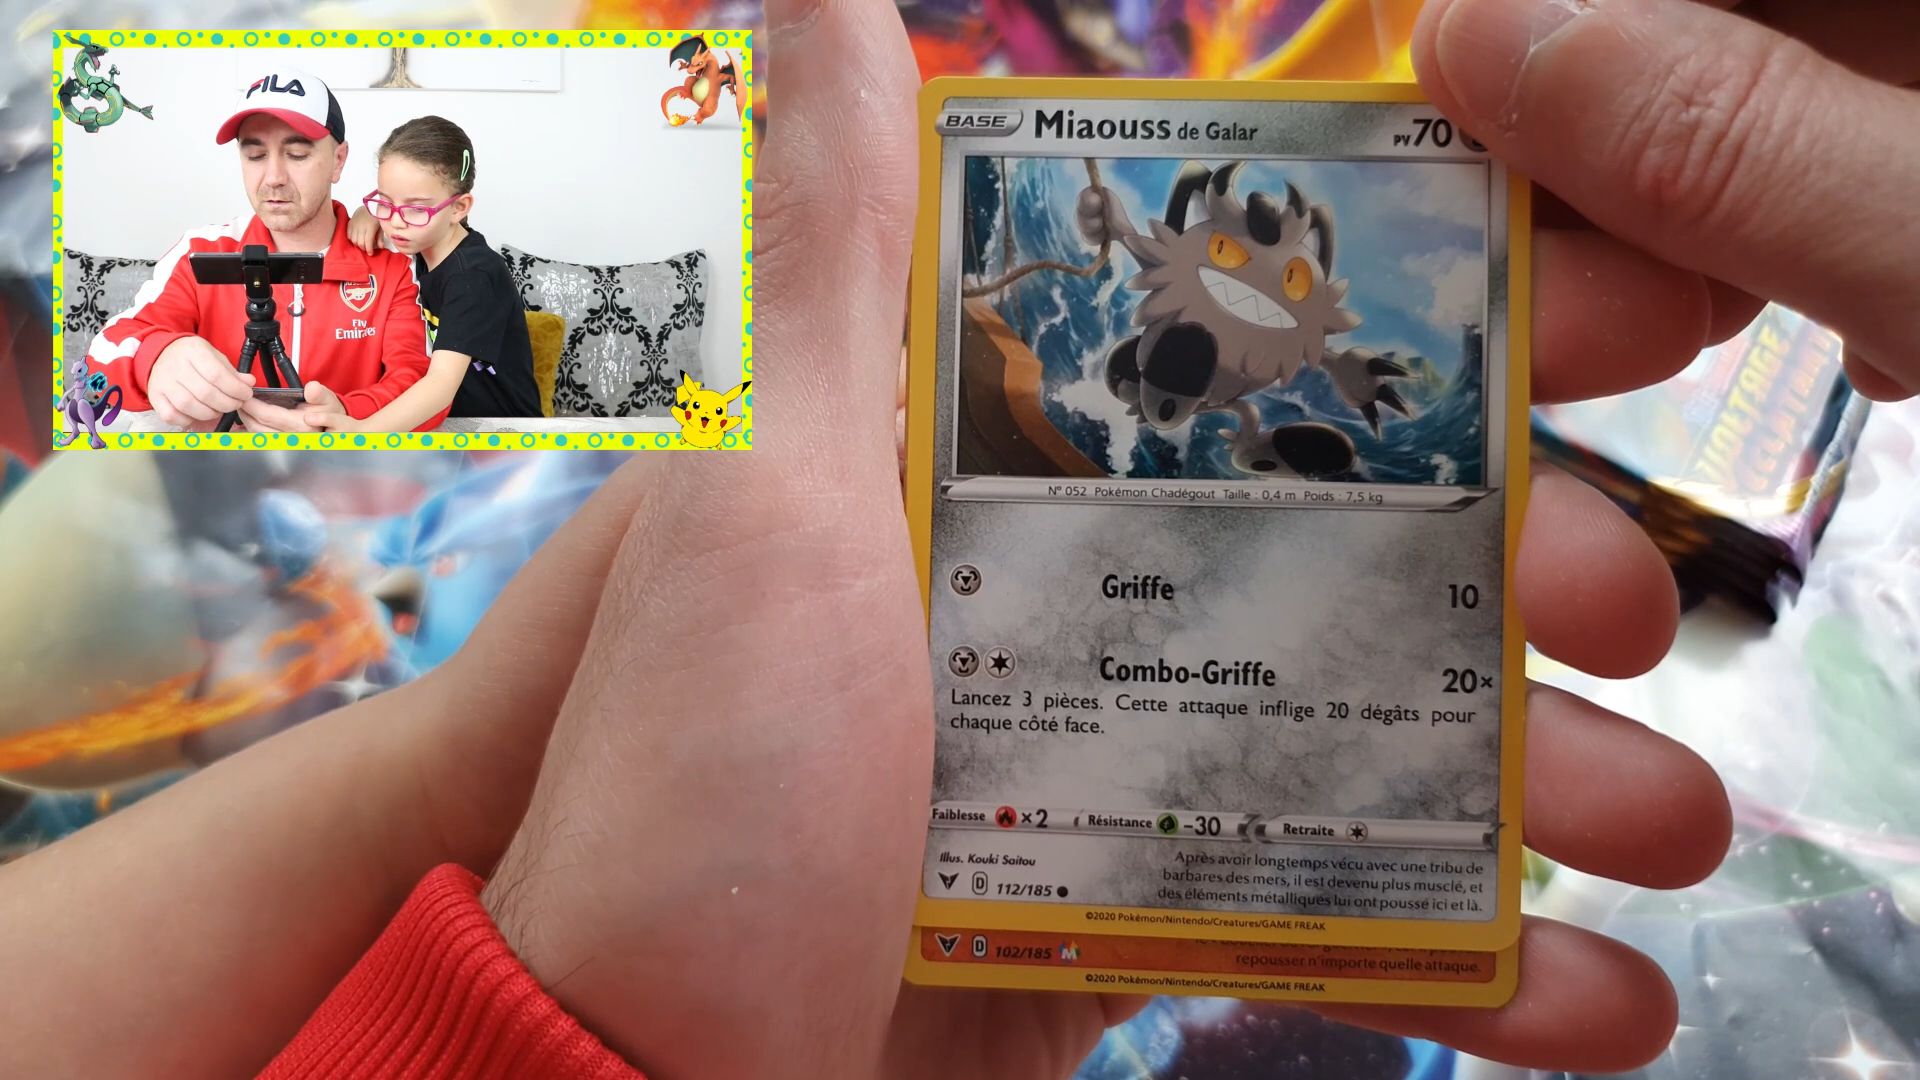 FILA
Fly
Emirates
BASE Miaouss de Galar PV 70
N° 052 Pokémon Chadégout Taille : 0,4 m Poids : 7,5 kg
Griffe 10
Combo-Griffe 20×
Lancez 3 pièces. Cette attaque inflige 20 dégâts pour
chaque côté face.
Faiblesse ×2 Résistance -30 Retraite
Illus. Kouki Saitou
D 112/185
Après avoir longtemps vécu avec une tribu de
barbares des mers, il est devenu plus musclé, et
des éléments métalliques lui ont poussé ici et là.
©2020 Pokémon/Nintendo/Creatures/GAME FREAK
D 102/185
repousser n'importe quelle attaque.
©2020 Pokémon/Nintendo/Creatures/GAME FREAK
VOLTAGE